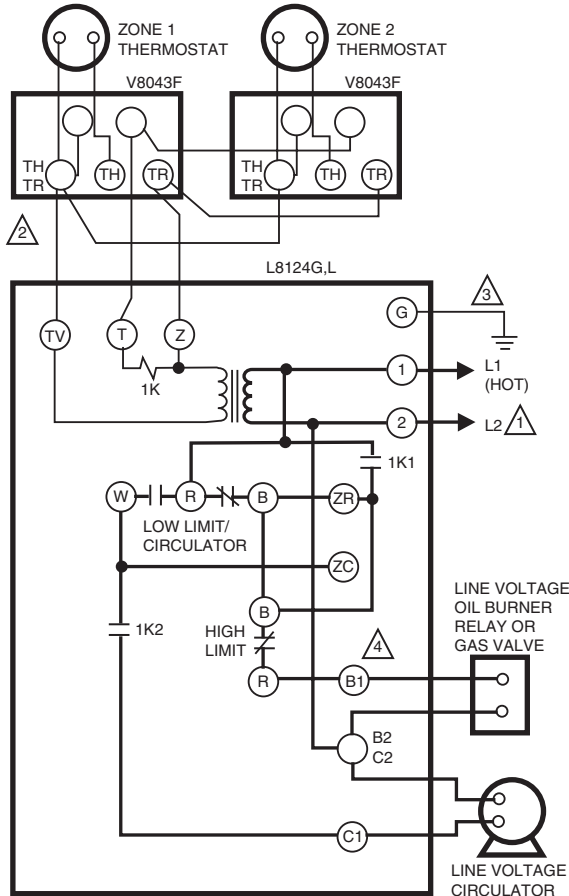 ZONE 1
THERMOSTAT
ZONE 2
THERMOSTAT
V8043F
V8043F
TH
TR
TH
TR
TH
TR
TH
TR
2
L8124G,L
3
G
TV
T
Z
1K
1
L1
(HOT)
2
L2
1
1K1
W
R
B
ZR
LOW LIMIT/
CIRCULATOR
ZC
LINE VOLTAGE
OIL BURNER
RELAY OR
GAS VALVE
B
1K2
HIGH
LIMIT
4
R
B1
B2
C2
C1
LINE VOLTAGE
CIRCULATOR